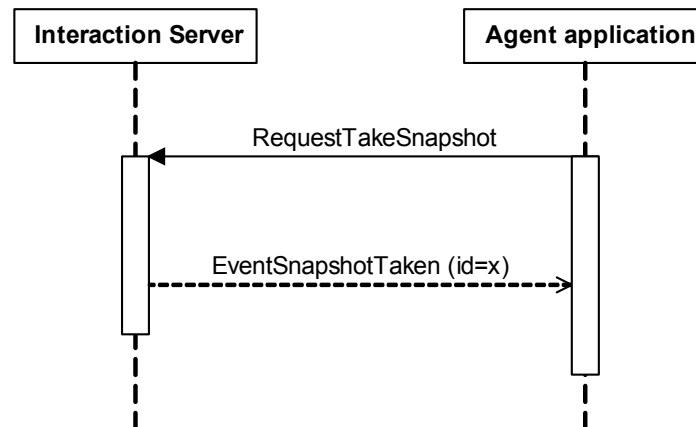 Interaction Server
Agent application
RequestTakeSnapshot
EventSnapshotTaken (id=x)